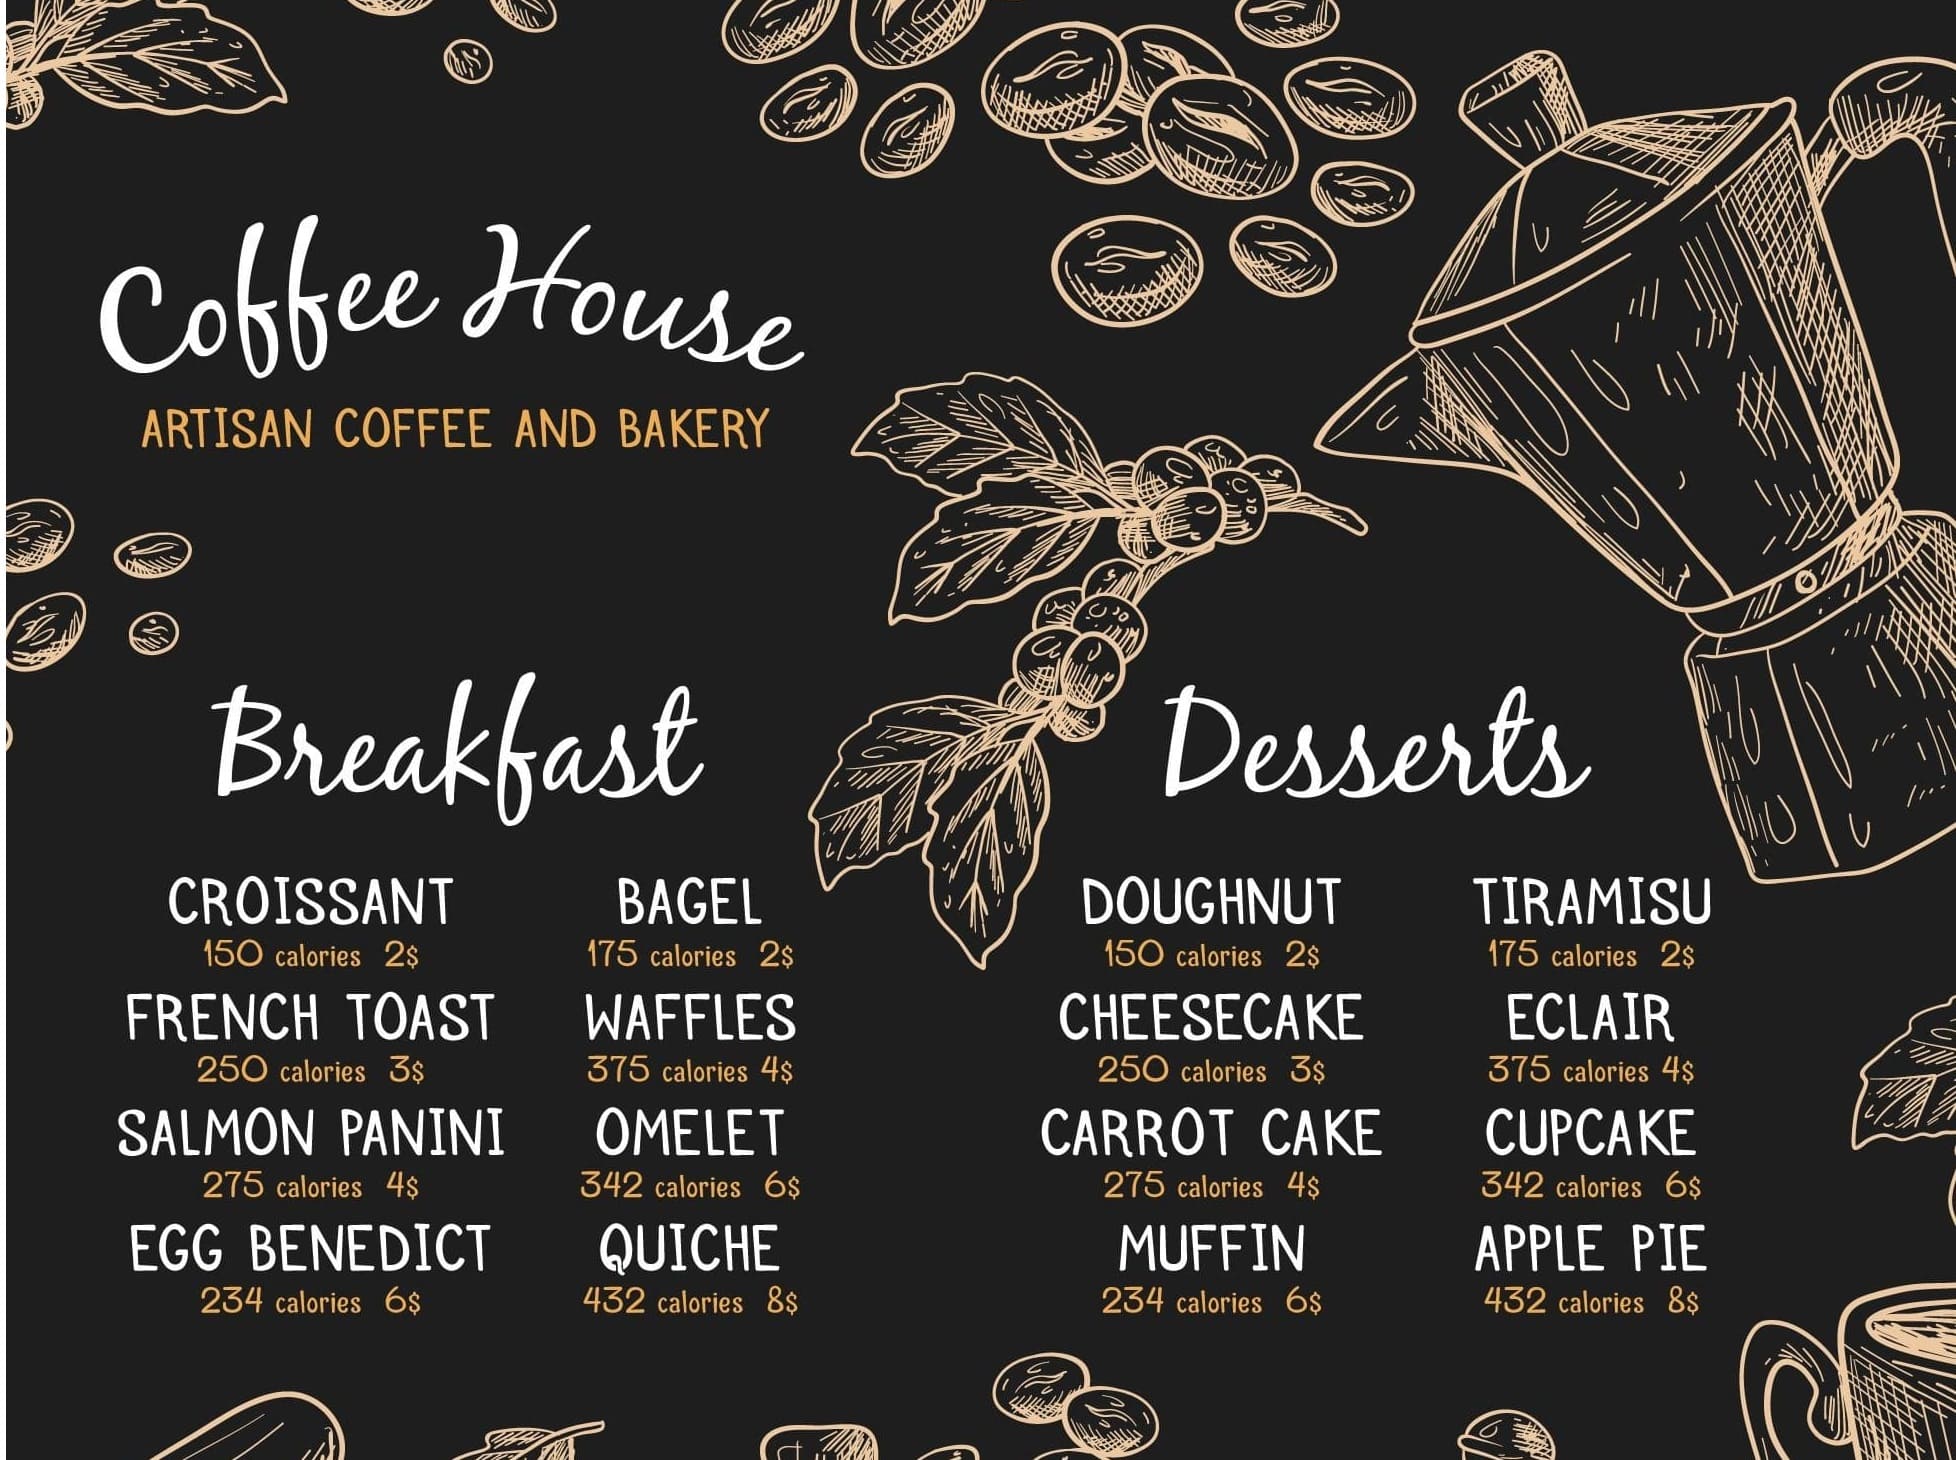 Coffee House
ARTISAN COFFEE AND BAKERY
Breakfast
CROISSANT
150 calories 2$
FRENCH TOAST
250 calories 3$
SALMON PANINI
275 calories 4$
EGG BENEDICT
234 calories 6$
BAGEL
175 calories 2$
WAFFLES
375 calories 4$
OMELET
342 calories 6$
QUICHE
432 calories 8$
Desserts
DOUGHNUT
150 calories 2$
CHEESECAKE
250 calories 3$
CARROT CAKE
275 calories 4$
MUFFIN
234 calories 6$
TIRAMISU
175 calories 2$
ECLAIR
375 calories 4$
CUPCAKE
342 calories 6$
APPLE PIE
432 calories 8$